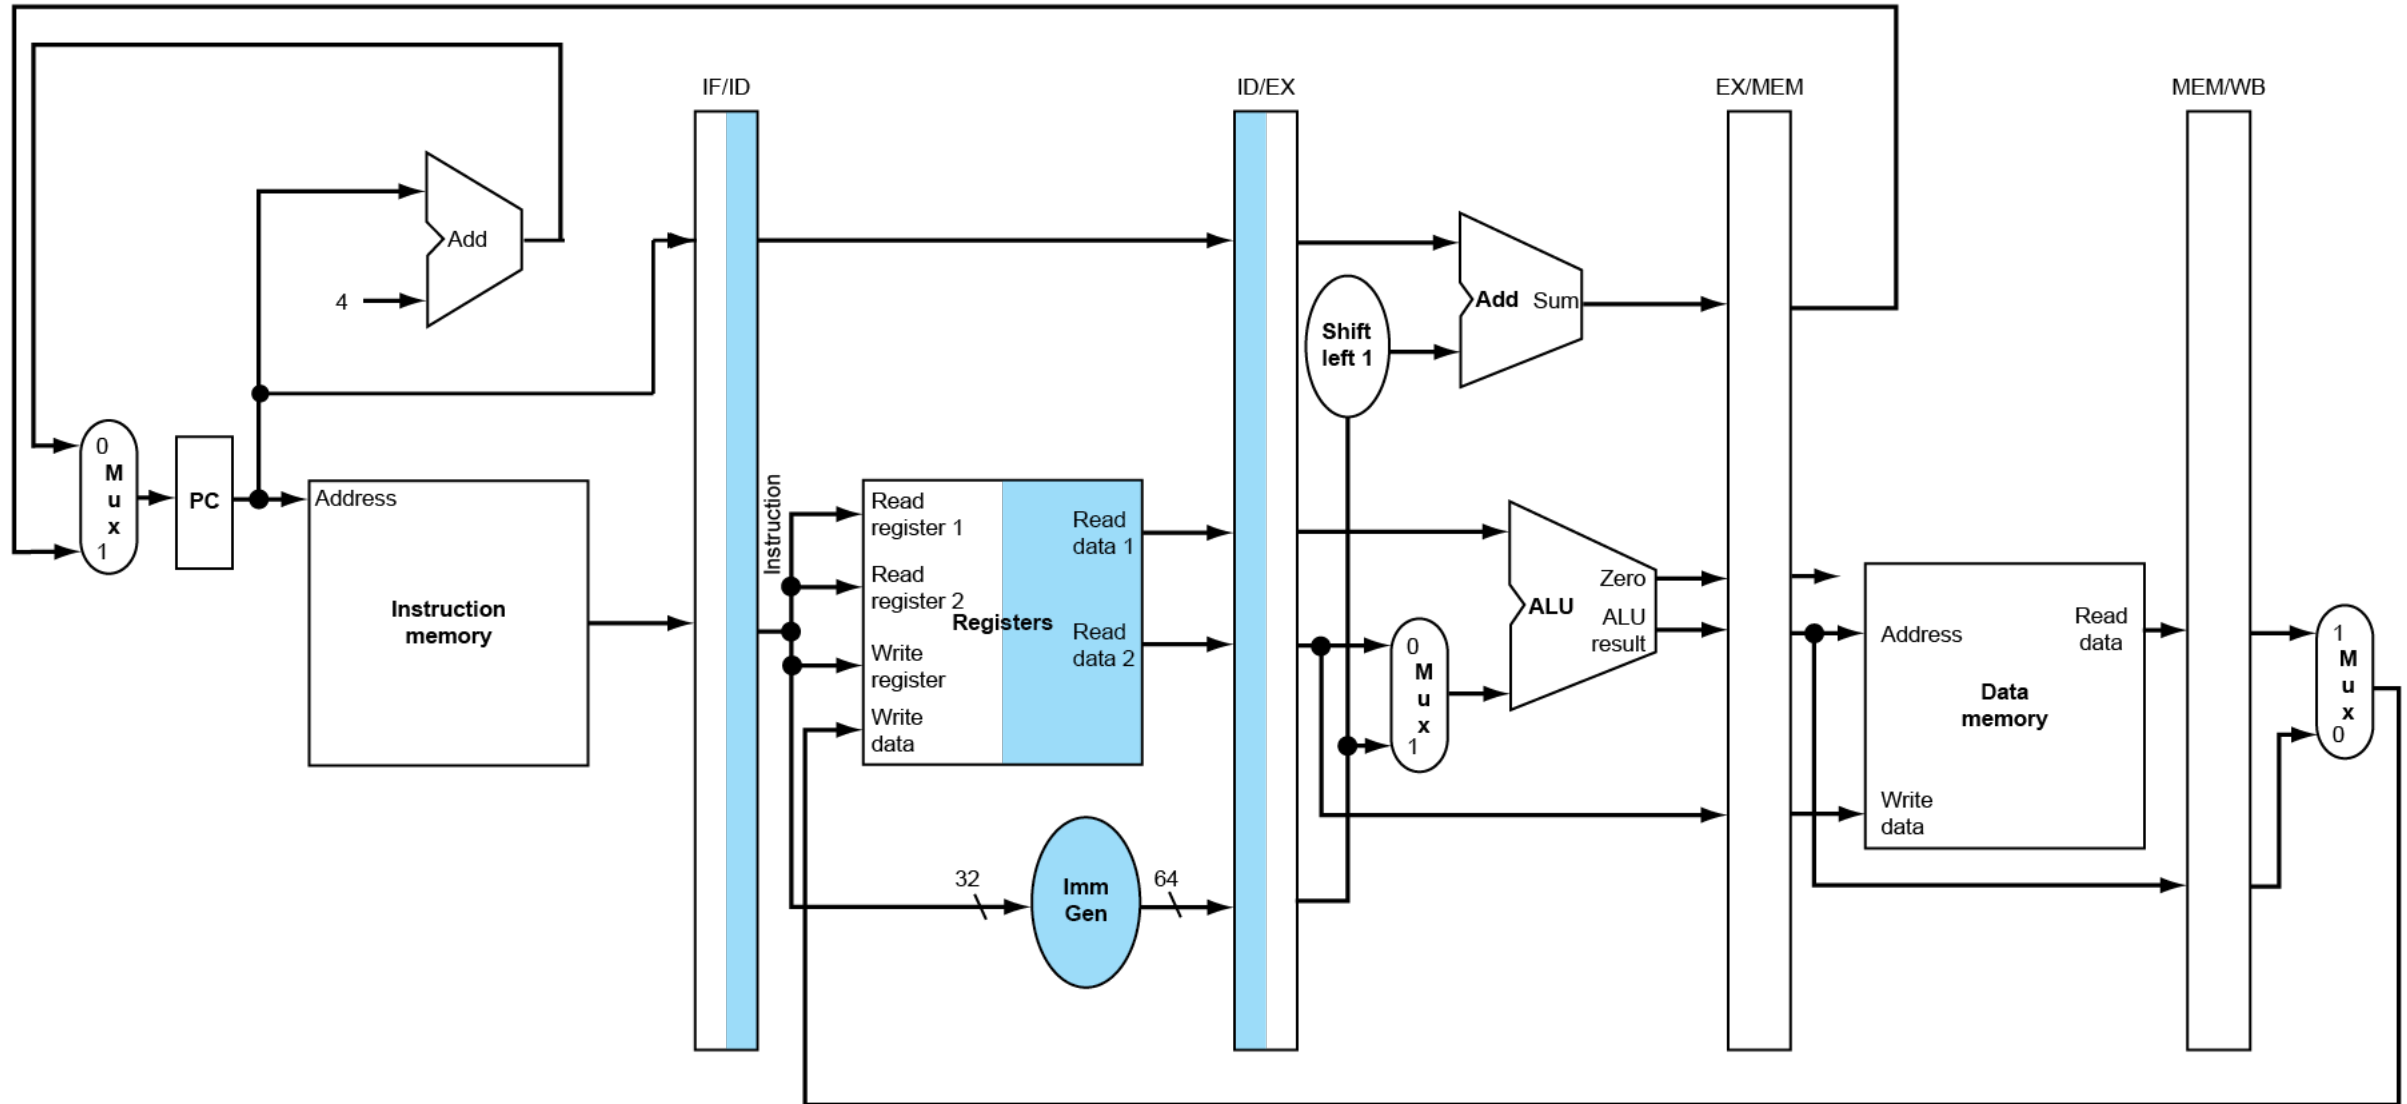 IF/ID
ID/EX
EX/MEM
MEM/WB
Add
4
Add Sum
Shift
left 1
0
M
u
x
1
PC
Address
Instruction
memory
Instruction
Read
register 1
Read
register 2
Registers
Write
register
Write
data
Read
data 1
Read
data 2
32
Imm
Gen
64
0
M
u
x
1
ALU
Zero
ALU
result
Address
Read
data
Data
memory
Write
data
1
M
u
x
0